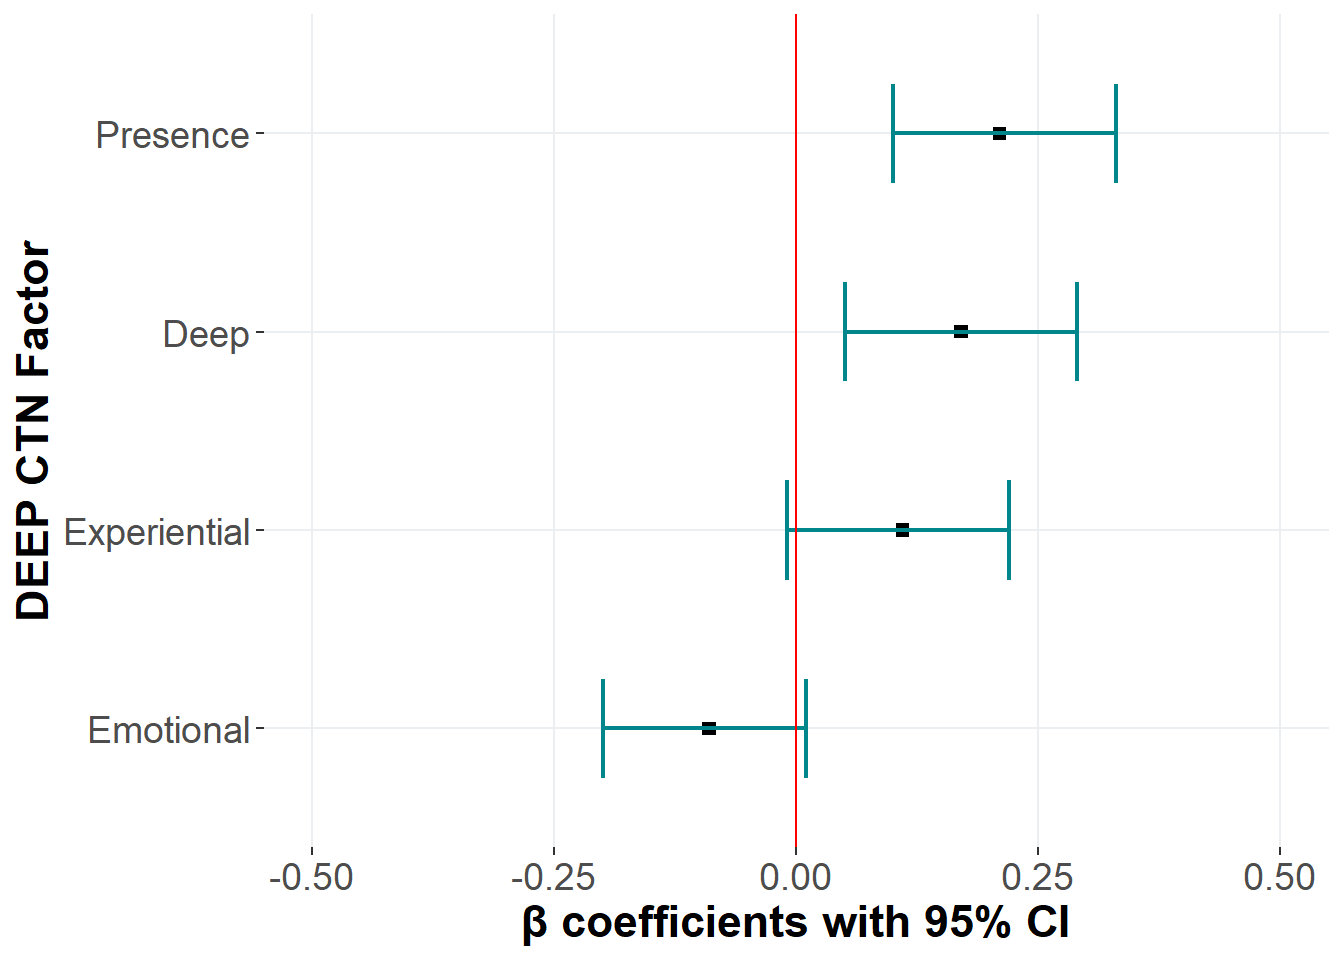 DEEP CTN Factor
Presence
Deep
Experiential
Emotional
-0.50 -0.25 0.00 0.25 0.50
β coefficients with 95% CI